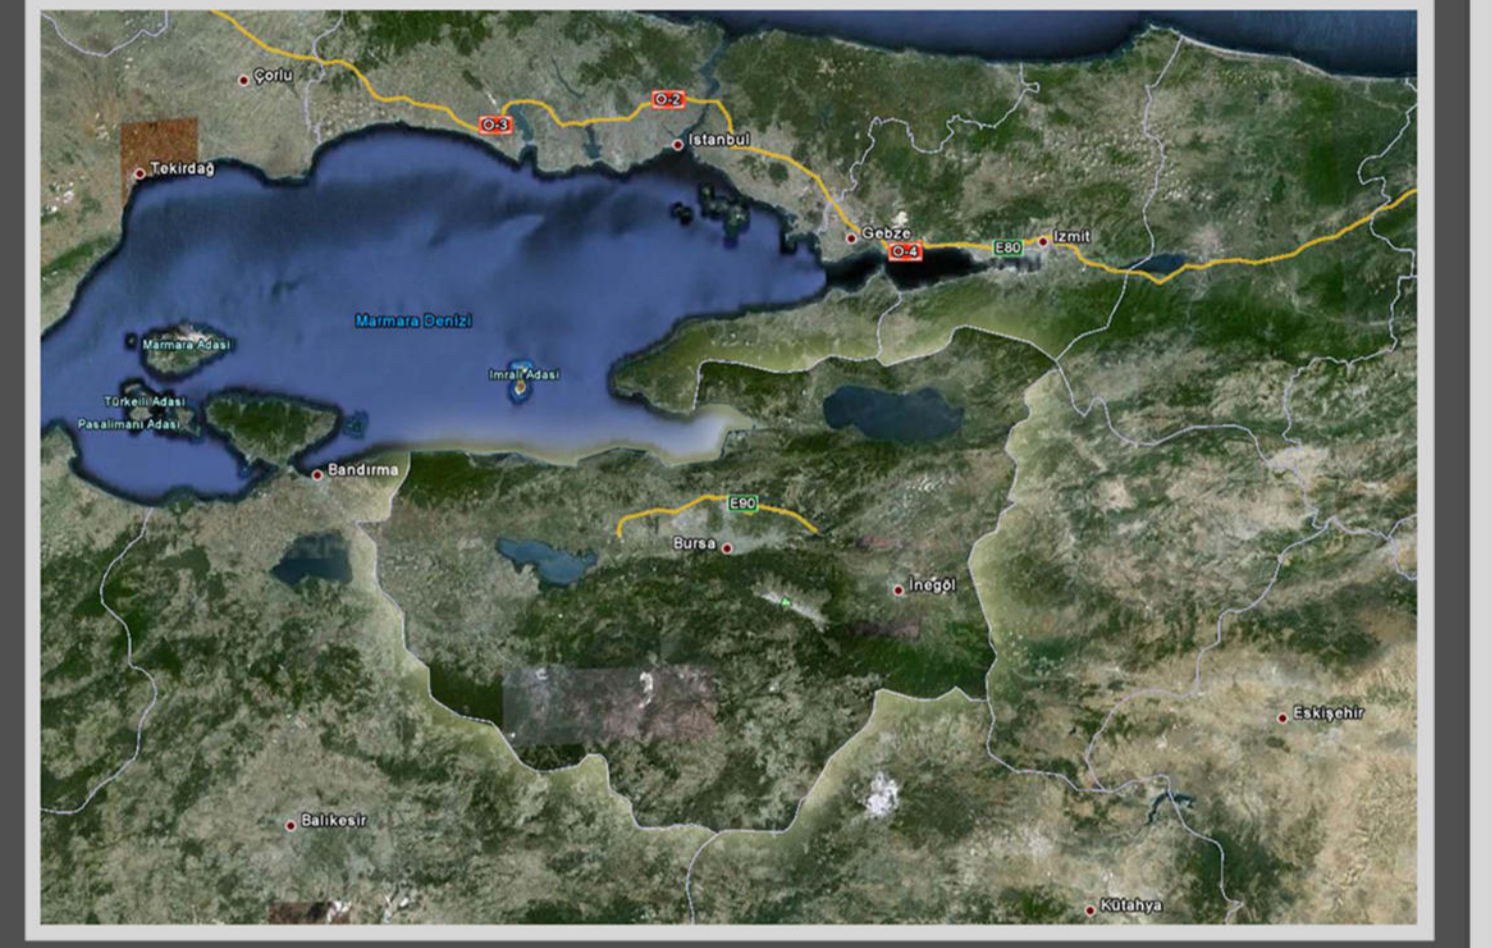 Çorlu
O-2
O-3
Istanbul
Tekirdağ
Gebze
Izmit
O-4
E80
Marmara Denizi
Marmara Adasi
Imrali Adasi
Türkeili Adasi
Pasalimani Adasi
Bandırma
E90
Bursa
İnegöl
Eskişehir
Balıkesir
Kütahya